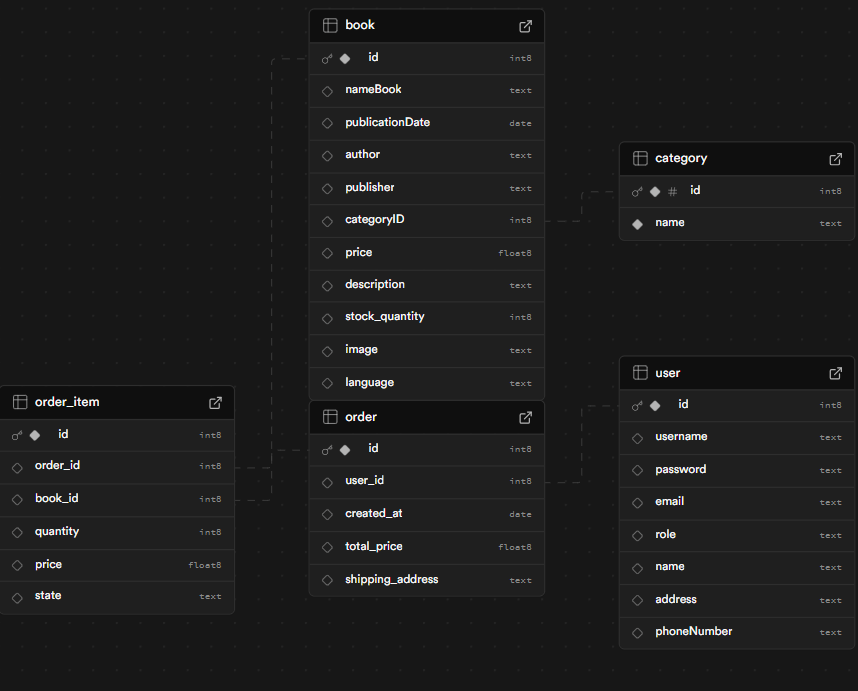 book
id int8
nameBook text
publicationDate date
author text
publisher text
categoryID int8
price float8
description text
stock_quantity int8
image text
language text
category
# id int8
name text
order_item
id int8
order_id int8
book_id int8
quantity int8
price float8
state text
order
id int8
user_id int8
created_at date
total_price float8
shipping_address text
user
id int8
username text
password text
email text
role text
name text
address text
phoneNumber text